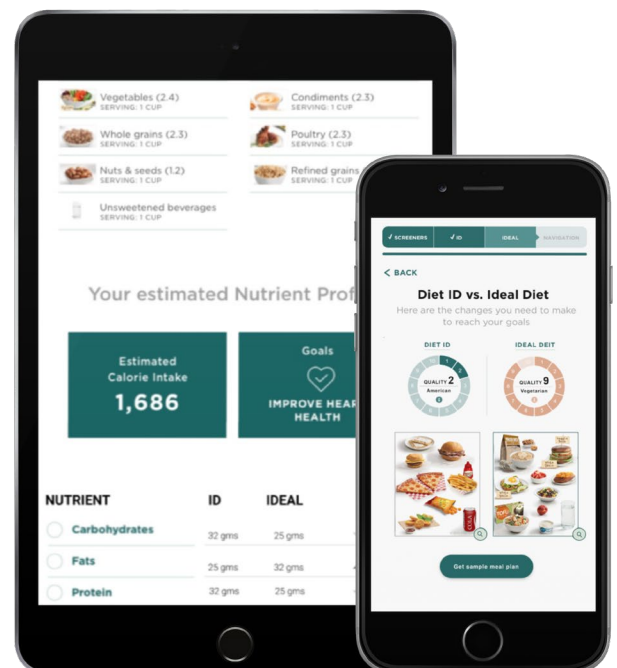 Vegetables (2.4)
SERVING: 1 CUP
Condiments (2.3)
SERVING: 1 CUP
Whole grains (2.3)
SERVING: 1 CUP
Poultry (2.3)
SERVING: 1 CUP
Nuts & seeds (1.2)
SERVING: 1 CUP
Refined grains
SERVING: 1 CUP
Unsweetened beverages
SERVING: 1 CUP
Your estimated Nutrient Prof
Estimated
Calorie Intake
1,686
Goals
IMPROVE HEAR
HEALTH
NUTRIENT ID IDEAL
Carbohydrates 32 gms 25 gms
Fats 25 gms 32 gms
Protein 32 gms 25 gms
√ SCREENERS √ ID IDEAL NAVIGATION
< BACK
Diet ID vs. Ideal Diet
Here are the changes you need to make
to reach your goals
DIET ID IDEAL DEIT
QUALITY 2
American
QUALITY 9
Vegetarian
COLA
Get sample meal plan